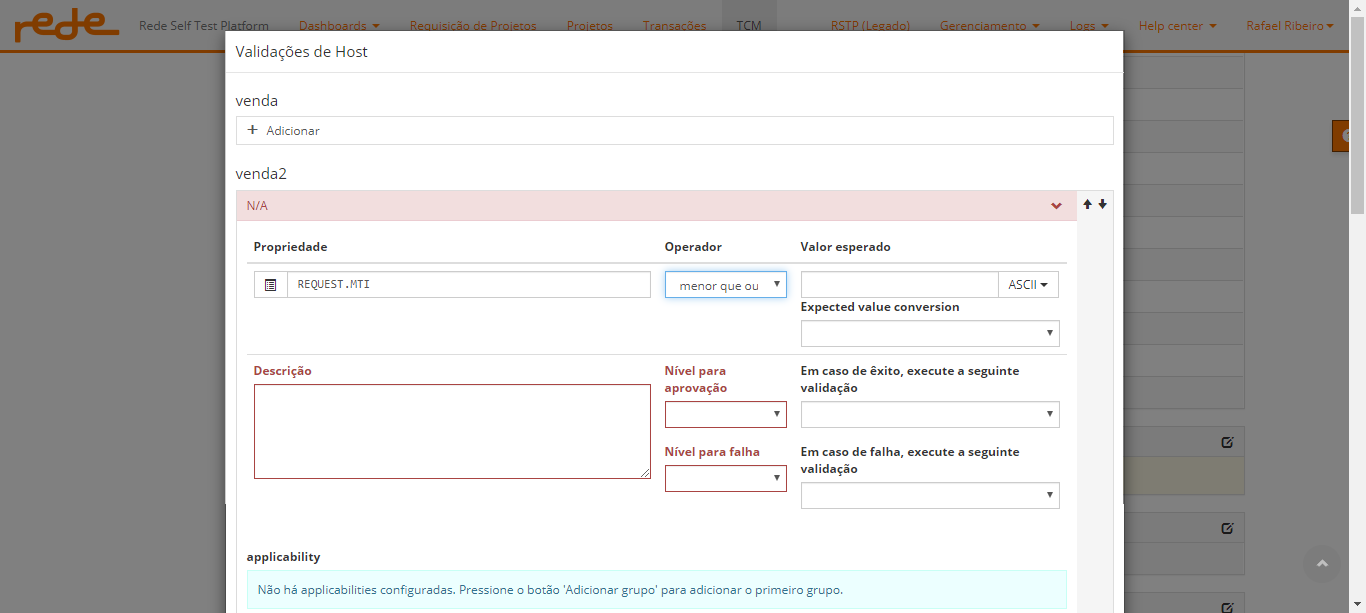 rede Rede Self Test Platform Dashboards Requisição de Projetos Projetos Transações TCM RSTP (Legado) Gerenciamento Logs Help center Rafael Ribeiro
Validações de Host
venda
+ Adicionar
venda2
N/A
Propriedade Operador Valor esperado
REQUEST.MTI menor que ou ASCII
Expected value conversion
Descrição Nível para Em caso de êxito, execute a seguinte
aprovação validação
Nível para falha Em caso de falha, execute a seguinte
validação
applicability
Não há applicabilities configuradas. Pressione o botão 'Adicionar grupo' para adicionar o primeiro grupo.